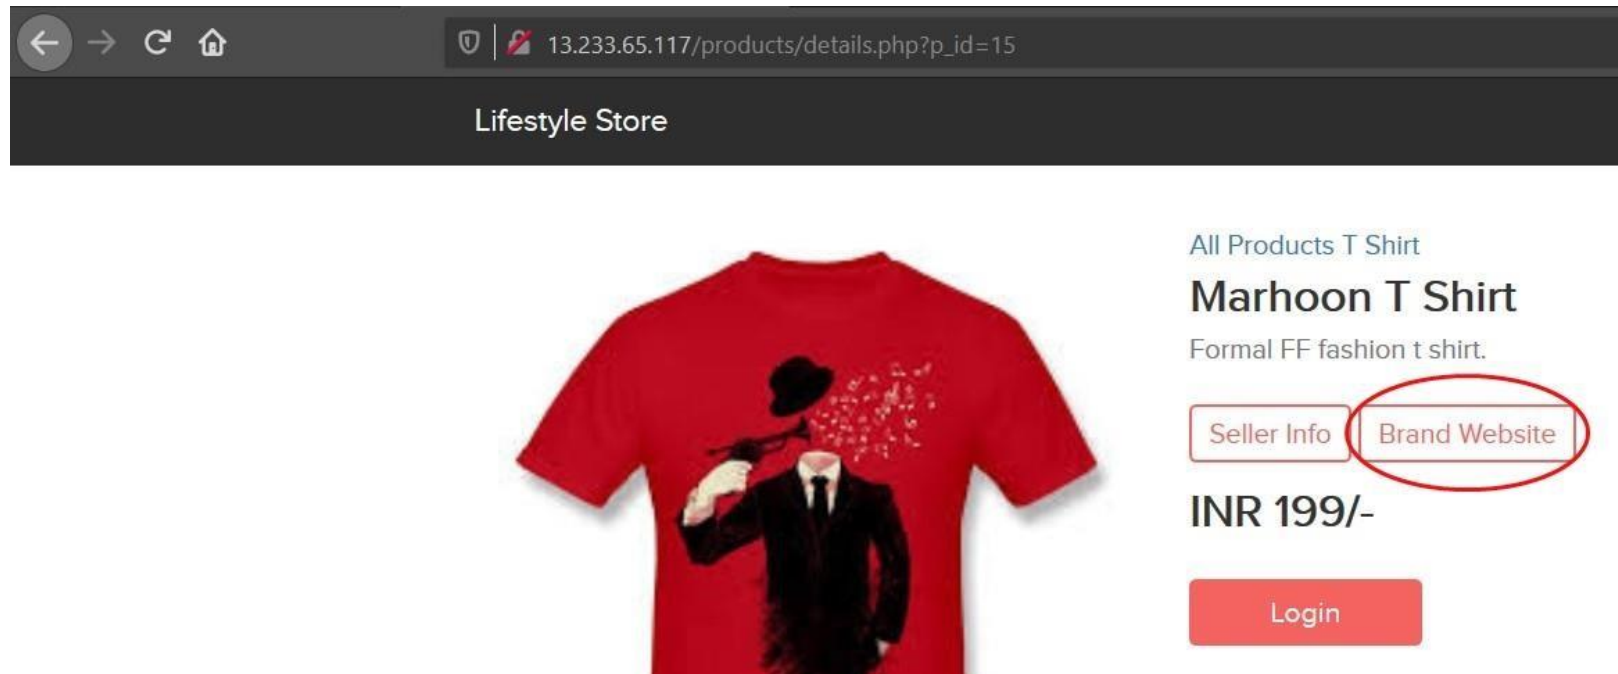 13.233.65.117/products/details.php?p_id=15
Lifestyle Store
All Products T Shirt
Marhoon T Shirt
Formal FF fashion t shirt.
Seller Info Brand Website
INR 199/-
Login